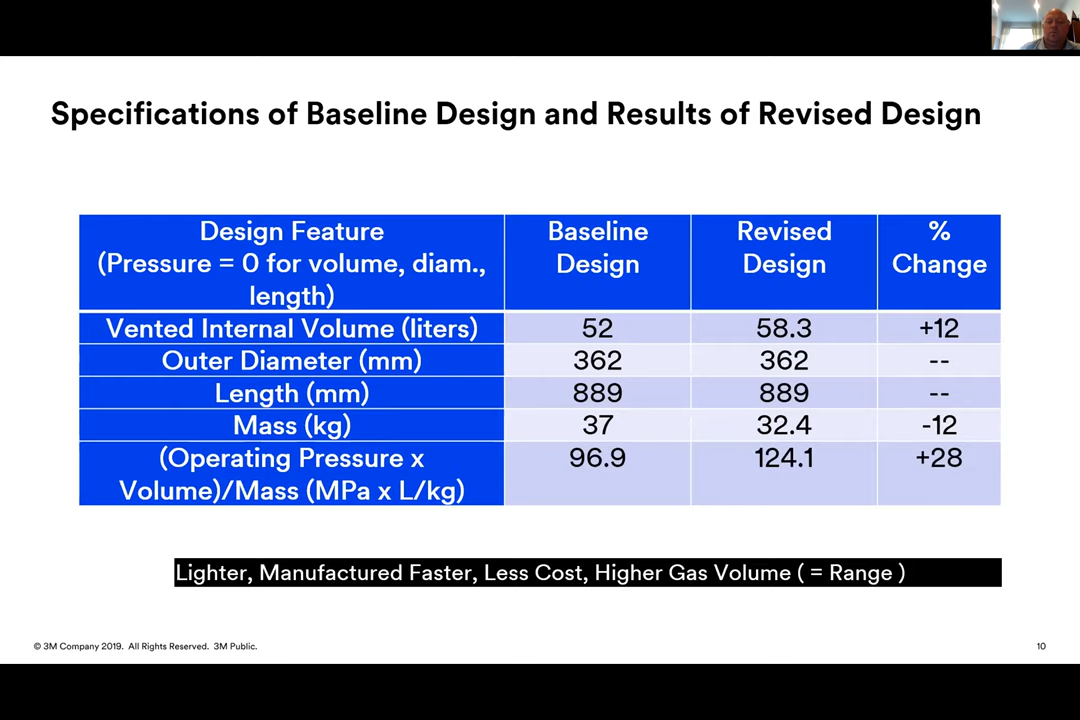 Specifications of Baseline Design and Results of Revised Design
Design Feature
(Pressure = 0 for volume, diam.,
length)
Baseline
Design
Revised
Design
%
Change
Vented Internal Volume (liters)
52
58.3
+12
Outer Diameter (mm)
362
362
--
Length (mm)
889
889
--
Mass (kg)
37
32.4
-12
(Operating Pressure x
Volume)/Mass (MPa x L/kg)
96.9
124.1
+28
Lighter, Manufactured Faster, Less Cost, Higher Gas Volume ( = Range )
© 3M Company 2019. All Rights Reserved. 3M Public.
10